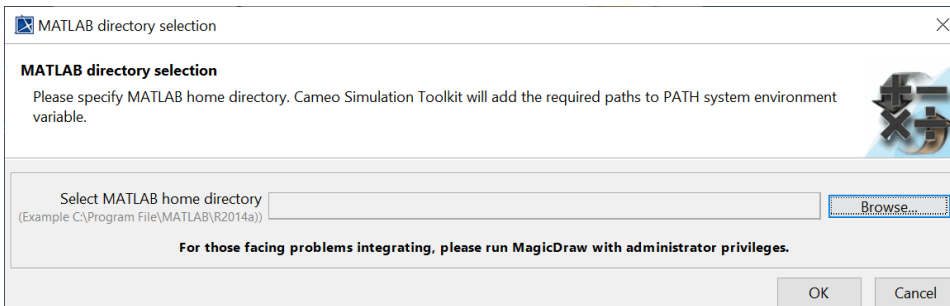 MATLAB directory selection
MATLAB directory selection
Please specify MATLAB home directory. Cameo Simulation Toolkit will add the required paths to PATH system environment
variable.
Select MATLAB home directory
(Example C:\Program File\MATLAB\R2014a))
Browse...
For those facing problems integrating, please run MagicDraw with administrator privileges.
OK
Cancel